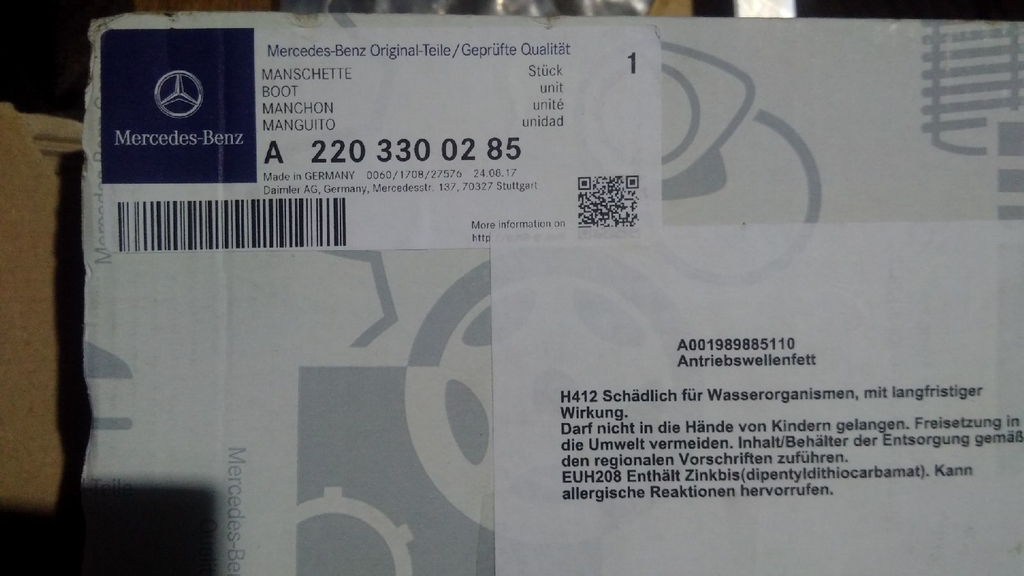 Mercedes-Benz
Mercedes-Benz Original-Teile/Geprüfte Qualität
MANSCHETTE Stück 1
BOOT unit
MANCHON unité
MANGUITO unidad
A 220 330 02 85
Made in GERMANY 0060/1708/27576 24.08.17
Daimler AG, Germany, Mercedesstr. 137, 70327 Stuttgart
More information on
http
A001989885110
Antriebswellenfett
H412 Schädlich für Wasserorganismen, mit langfristiger
Wirkung.
Darf nicht in die Hände von Kindern gelangen. Freisetzung in
die Umwelt vermeiden. Inhalt/Behälter der Entsorgung gemäß
den regionalen Vorschriften zuführen.
EUH208 Enthält Zinkbis(dipentyldithiocarbamat). Kann
allergische Reaktionen hervorrufen.
Teile
Mercedes-Be